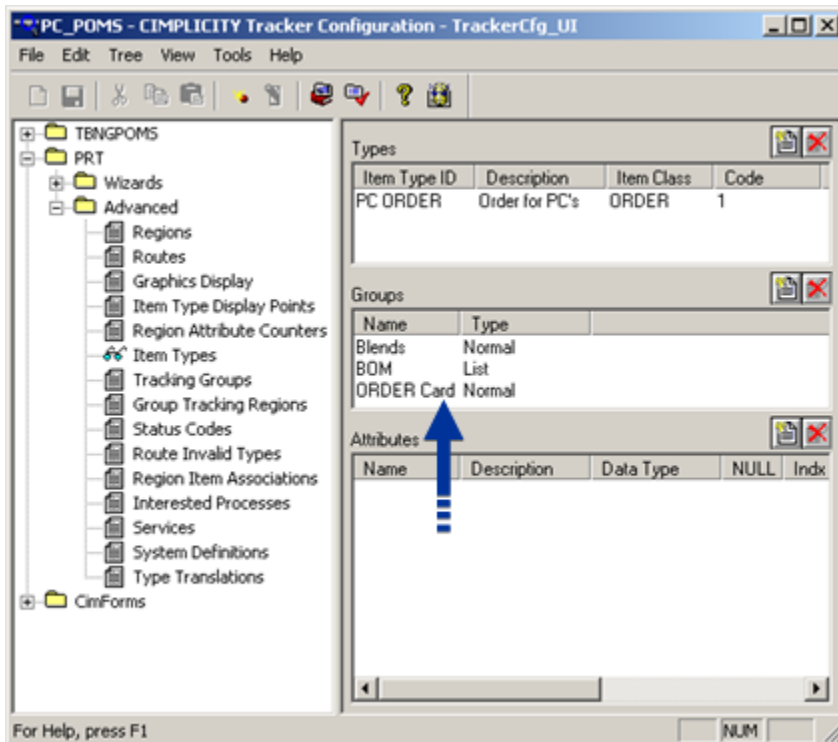 PC_POMS - CIMPLICITY Tracker Configuration - TrackerCfg_UI
File Edit Tree View Tools Help
TBNGPOMS
PRT
Wizards
Advanced
Regions
Routes
Graphics Display
Item Type Display Points
Region Attribute Counters
Item Types
Tracking Groups
Group Tracking Regions
Status Codes
Route Invalid Types
Region Item Associations
Interested Processes
Services
System Definitions
Type Translations
CimForms
Types
Item Type ID Description Item Class Code
PC ORDER Order for PC's ORDER 1
Groups
Name Type
Blends Normal
BOM List
ORDER Card Normal
Attributes
Name Description Data Type NULL Indx
For Help, press F1
NUM